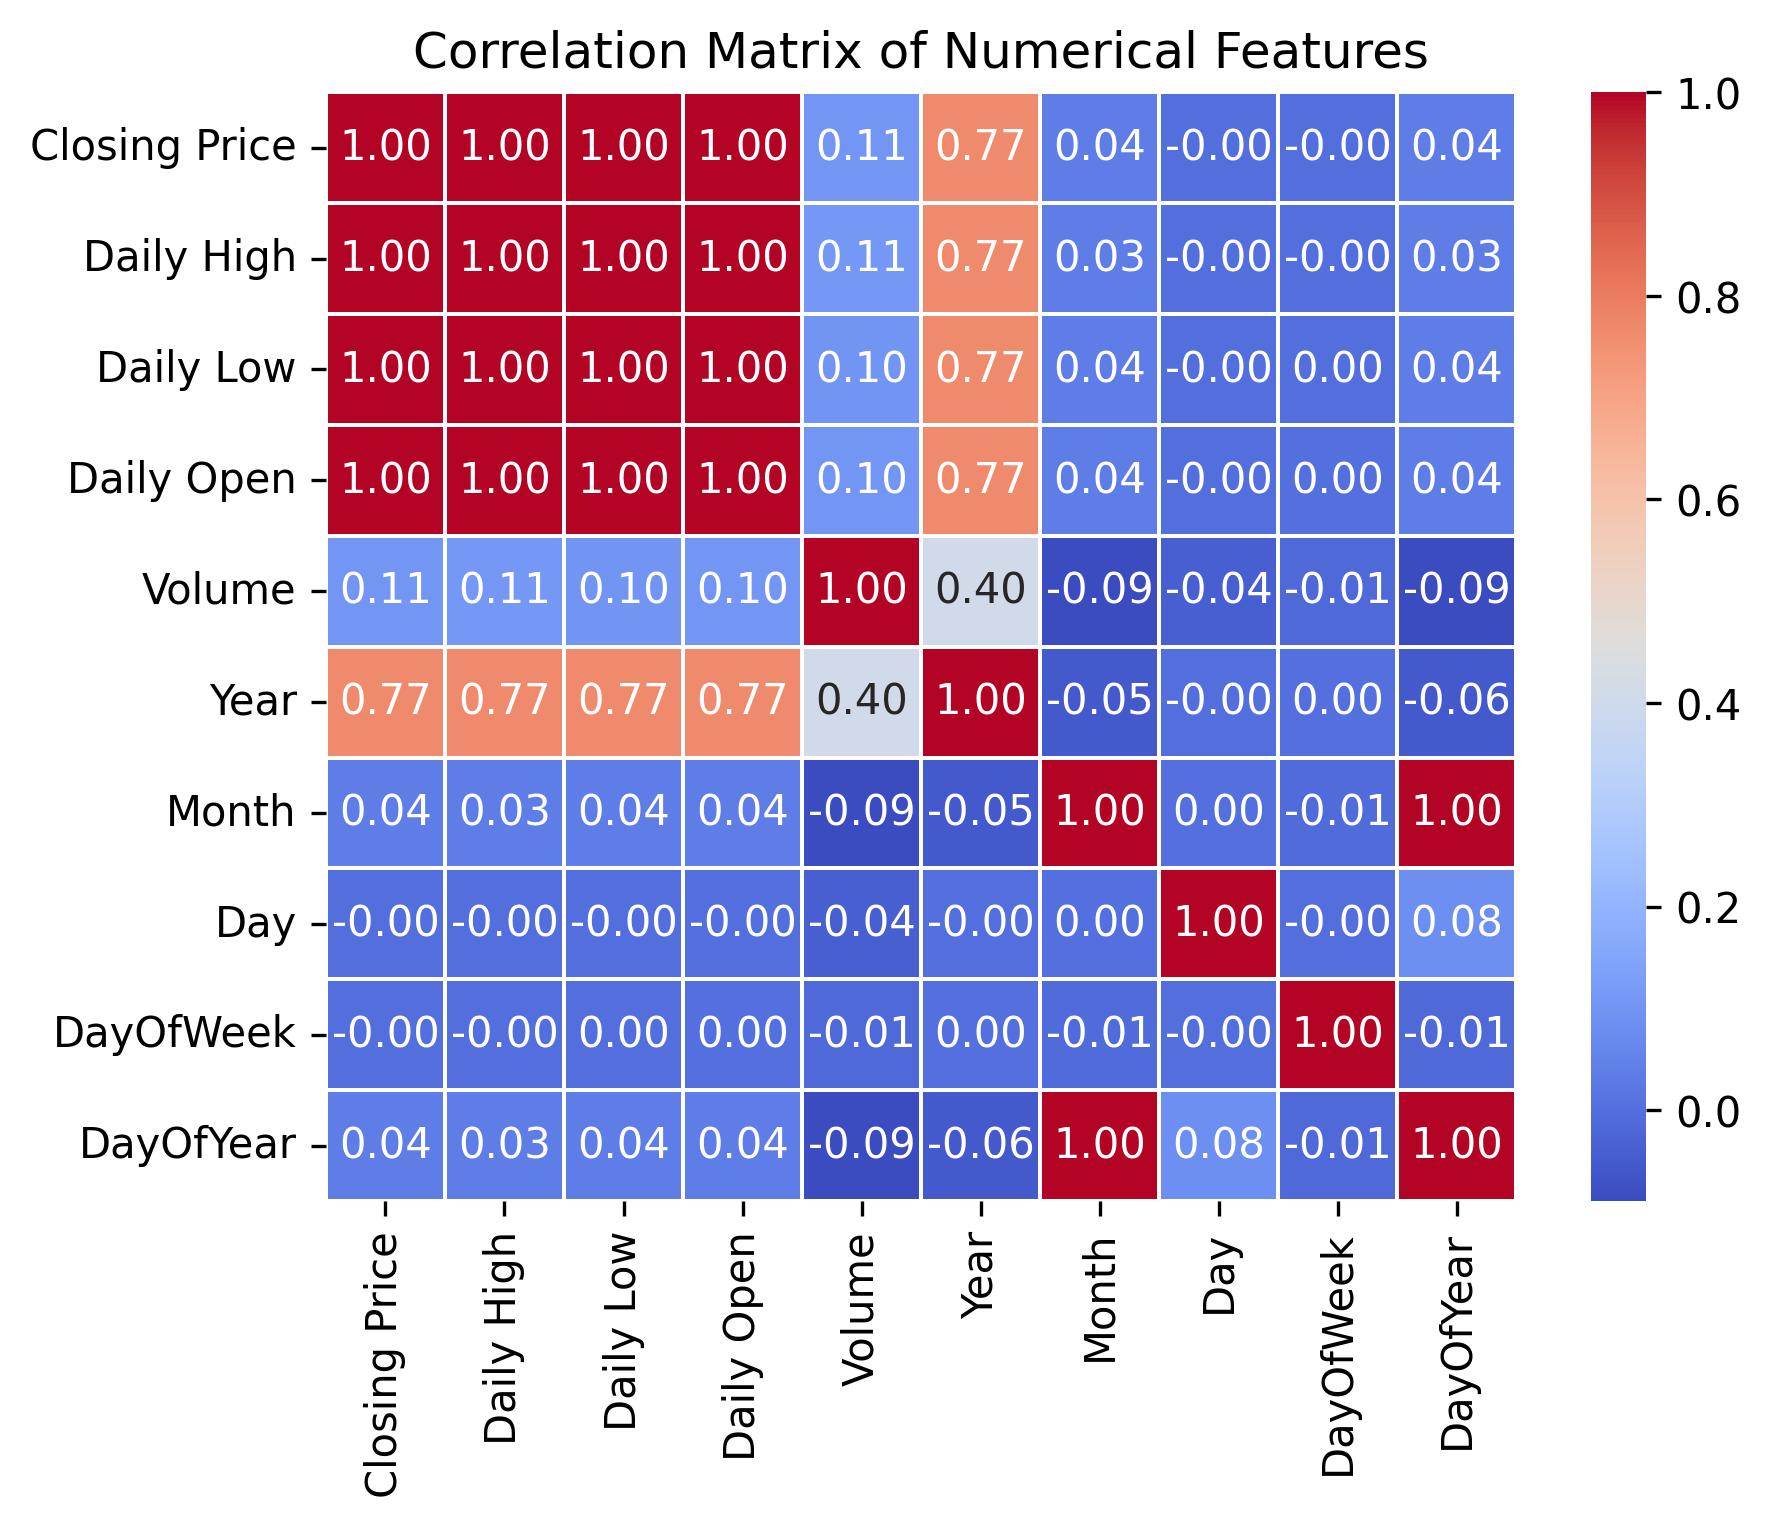 Correlation Matrix of Numerical Features
Closing Price 1.00 1.00 1.00 1.00 0.11 0.77 0.04 -0.00 -0.00 0.04
Daily High 1.00 1.00 1.00 1.00 0.11 0.77 0.03 -0.00 -0.00 0.03
Daily Low 1.00 1.00 1.00 1.00 0.10 0.77 0.04 -0.00 0.00 0.04
Daily Open 1.00 1.00 1.00 1.00 0.10 0.77 0.04 -0.00 0.00 0.04
Volume 0.11 0.11 0.10 0.10 1.00 0.40 -0.09 -0.04 -0.01 -0.09
Year 0.77 0.77 0.77 0.77 0.40 1.00 -0.05 -0.00 0.00 -0.06
Month 0.04 0.03 0.04 0.04 -0.09 -0.05 1.00 0.00 -0.01 1.00
Day -0.00 -0.00 -0.00 -0.00 -0.04 -0.00 0.00 1.00 -0.00 0.08
DayOfWeek -0.00 -0.00 0.00 0.00 -0.01 0.00 -0.01 -0.00 1.00 -0.01
DayOfYear 0.04 0.03 0.04 0.04 -0.09 -0.06 1.00 0.08 -0.01 1.00
Closing Price
Daily High
Daily Low
Daily Open
Volume
Year
Month
Day
DayOfWeek
DayOfYear
1.0
0.8
0.6
0.4
0.2
0.0